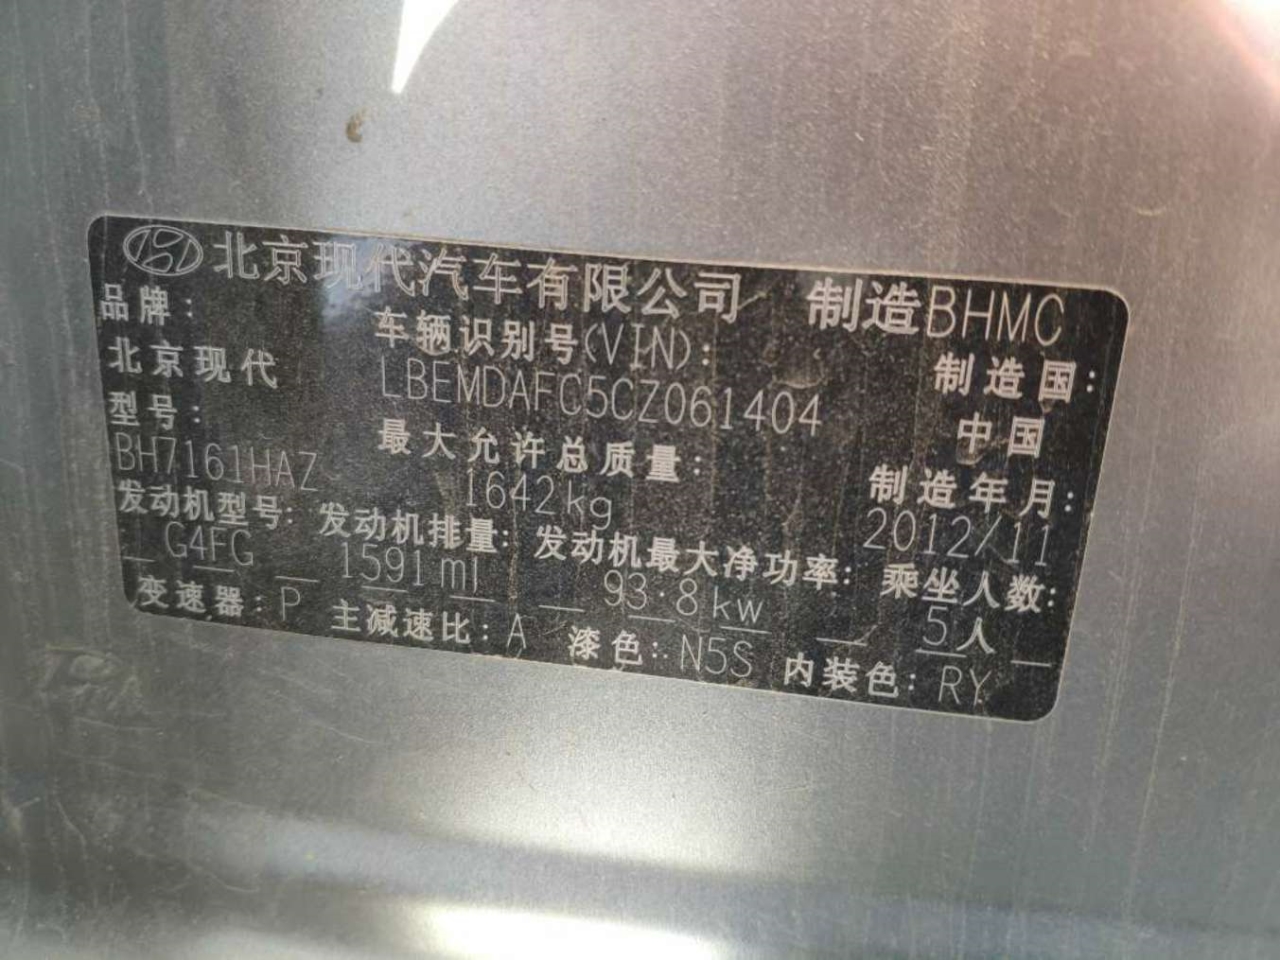 北京现代汽车有限公司 制造BHMC
品牌: 车辆识别号(VIN): 制造国:
北京现代 LBEMDAFC5CZ061404 中国
型号: 最大允许总质量: 制造年月:
BH7161HAZ 1642kg 2012/11
发动机型号: 发动机排量: 发动机最大净功率: 乘坐人数:
G4FG 1591ml 93.8kw 5人
变速器: P 主减速比: A 漆色: N5S 内装色: RY